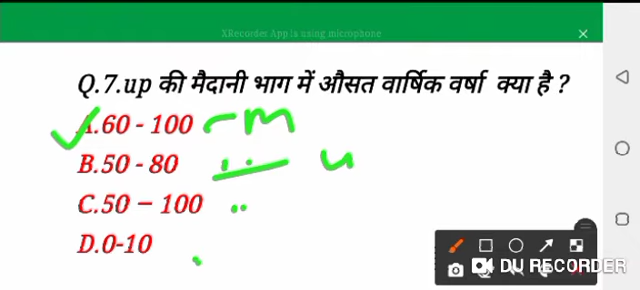 XRecorder App is using microphone
Q.7.up की मैदानी भाग में औसत वार्षिक वर्षा क्या है ?
A.60 - 100 m
B.50 - 80
C.50 – 100
D.0-10
DU RECORDER